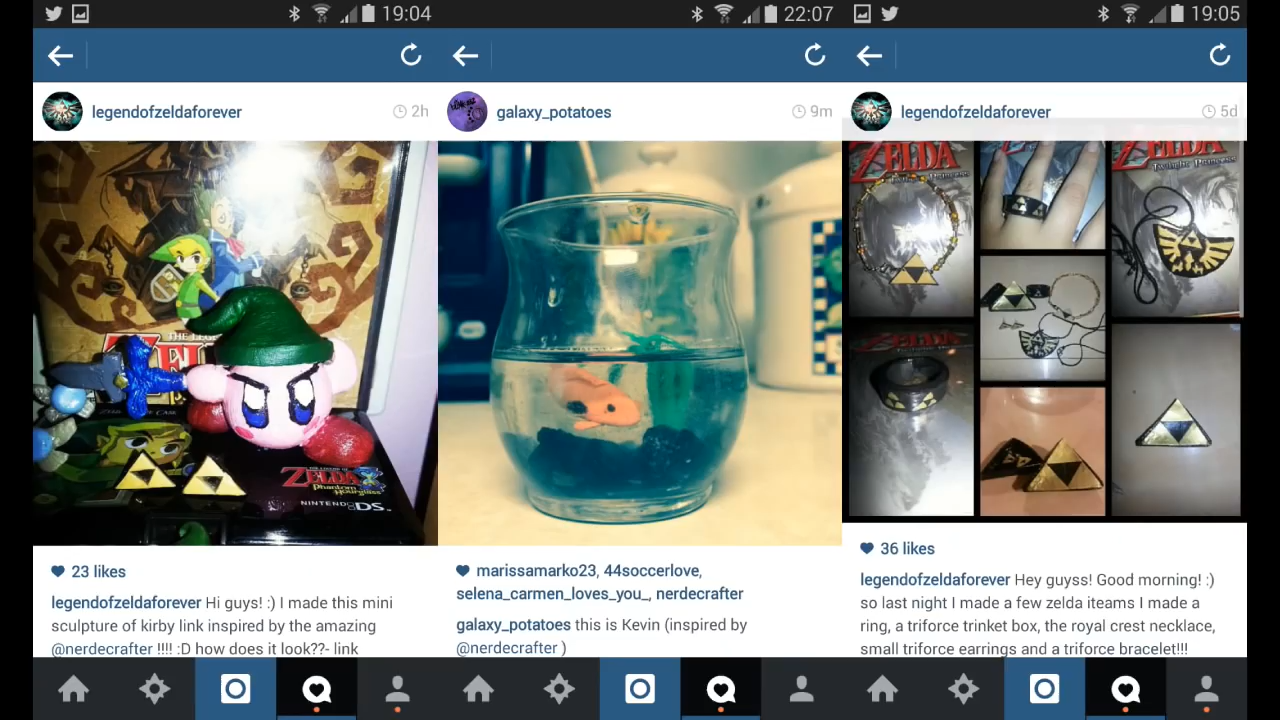 19:04
legendofzeldaforever
2h
THE LEGEND OF
ZELDA
Phantom Hourglass
NINTENDO DS
23 likes
legendofzeldaforever Hi guys! :) I made this mini
sculpture of kirby link inspired by the amazing
@nerdecrafter !!!! :D how does it look??- link
22:07
galaxy_potatoes
9m
marissamarko23, 44soccerlove,
selena_carmen_loves_you_, nerdecrafter
galaxy_potatoes this is Kevin (inspired by
@nerdecrafter )
19:05
legendofzeldaforever
5d
ZELDA
Twilight Princess
ZELDA
Twilight Princess
36 likes
legendofzeldaforever Hey guyss! Good morning! :)
so last night I made a few zelda iteams I made a
ring, a triforce trinket box, the royal crest necklace,
small triforce earrings and a triforce bracelet!!!